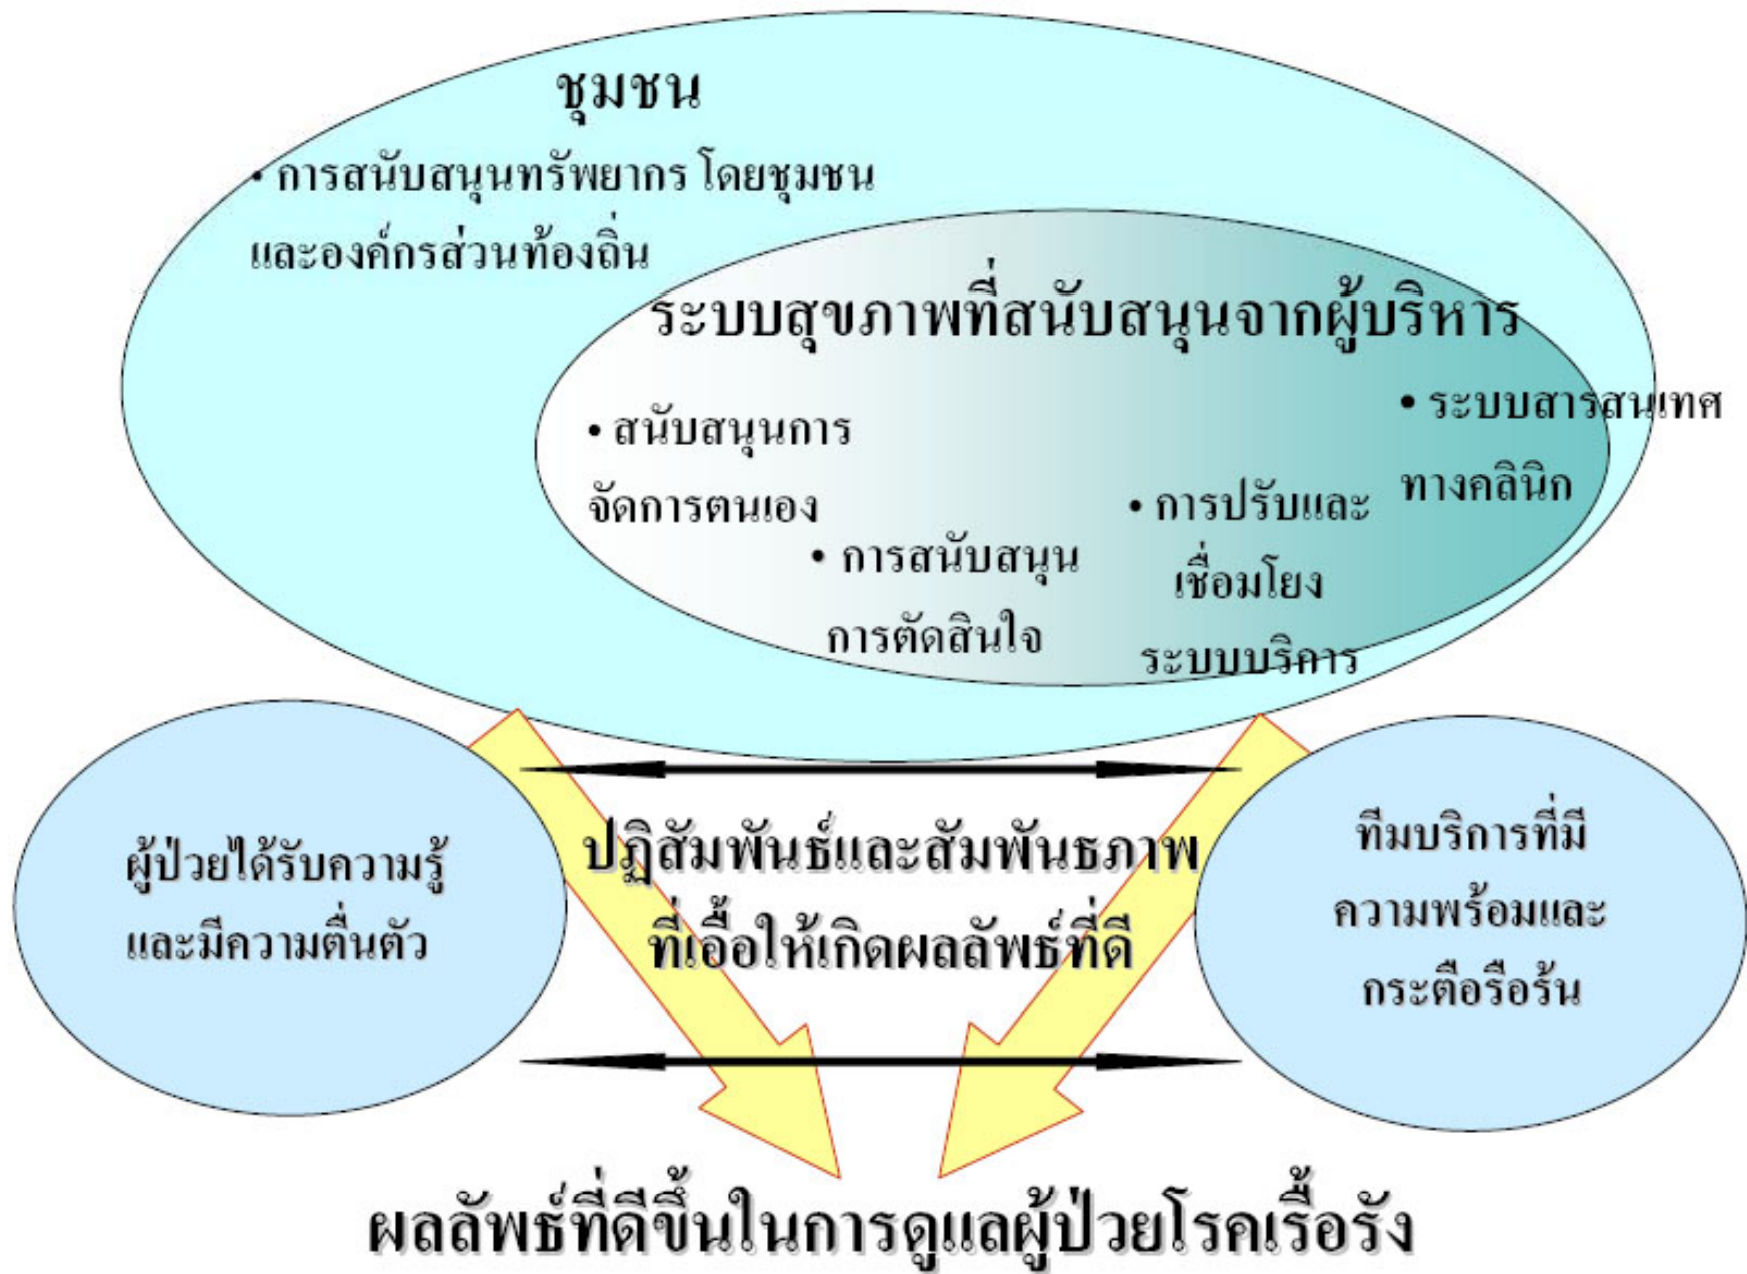 ชุมชน
• การสนับสนุนทรัพยากร โดยชุมชน
และองค์กรส่วนท้องถิ่น
ระบบสุขภาพที่สนับสนุนจากผู้บริหาร
• สนับสนุนการ
จัดการตนเอง
• การสนับสนุน
การตัดสินใจ
• การปรับและ
เชื่อมโยง
ระบบบริการ
• ระบบสารสนเทศ
ทางคลินิก
ผู้ป่วยได้รับความรู้
และมีความตื่นตัว
ปฏิสัมพันธ์และสัมพันธภาพ
ที่เอื้อให้เกิดผลลัพธ์ที่ดี
ทีมบริการที่มี
ความพร้อมและ
กระตือรือร้น
ผลลัพธ์ที่ดีขึ้นในการดูแลผู้ป่วยโรคเรื้อรัง